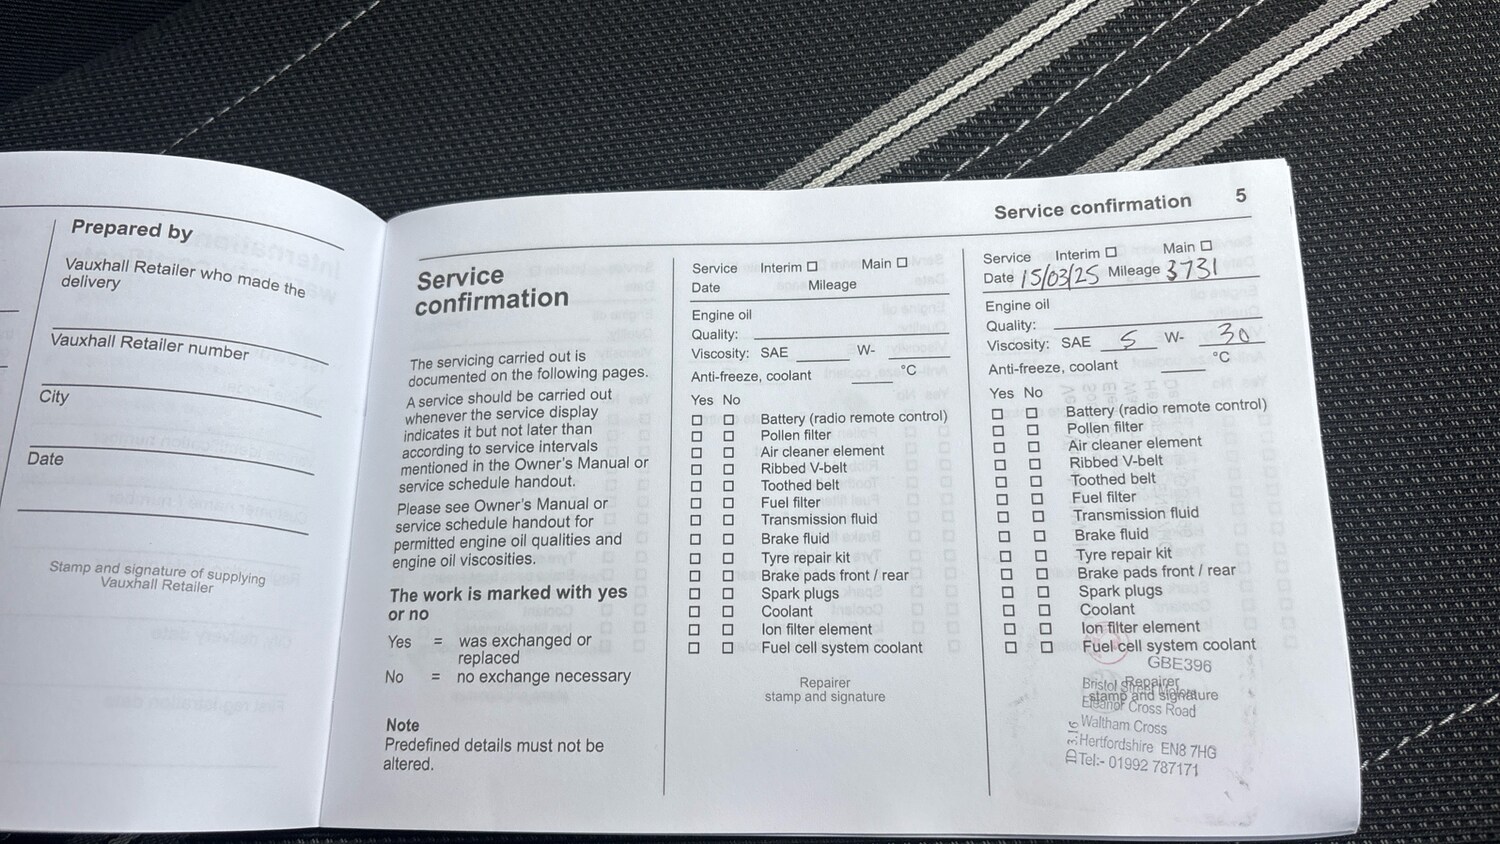 Prepared by
Vauxhall Retailer who made the
delivery
Vauxhall Retailer number
City
Date
Stamp and signature of supplying
Vauxhall Retailer
Service confirmation 5
Service
confirmation
The servicing carried out is
documented on the following pages.
A service should be carried out
whenever the service display
indicates it but not later than
according to service intervals
mentioned in the Owner's Manual or
service schedule handout.
Please see Owner's Manual or
service schedule handout for
permitted engine oil qualities and
engine oil viscosities.
The work is marked with yes
or no
Yes = was exchanged or
replaced
No = no exchange necessary
Note
Predefined details must not be
altered.
Service Interim Main
Date Mileage
Engine oil
Quality:
Viscosity: SAE W-
Anti-freeze, coolant °C
Yes No
Battery (radio remote control)
Pollen filter
Air cleaner element
Ribbed V-belt
Toothed belt
Fuel filter
Transmission fluid
Brake fluid
Tyre repair kit
Brake pads front / rear
Spark plugs
Coolant
Ion filter element
Fuel cell system coolant
Repairer
stamp and signature
Service Interim Main
Date 15/03/25 Mileage 3731
Engine oil
Quality:
Viscosity: SAE 5 W- 30
Anti-freeze, coolant °C
Yes No
Battery (radio remote control)
Pollen filter
Air cleaner element
Ribbed V-belt
Toothed belt
Fuel filter
Transmission fluid
Brake fluid
Tyre repair kit
Brake pads front / rear
Spark plugs
Coolant
Ion filter element
Fuel cell system coolant
GBE396
Repairer
Bristol Street Motors
stamp and signature
Eleanor Cross Road
Waltham Cross
Hertfordshire EN8 7HG
Tel:- 01992 787171